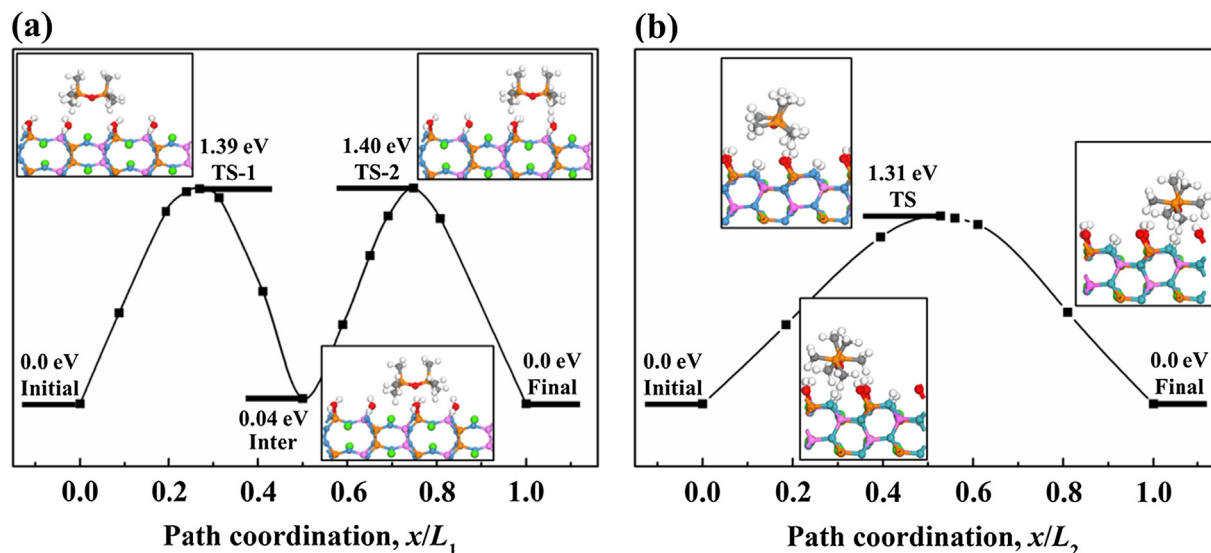 (a)
1.39 eV
TS-1
1.40 eV
TS-2
0.0 eV
Initial
0.04 eV
Inter
0.0 eV
Final
0.0 0.2 0.4 0.6 0.8 1.0
Path coordination, x/L1
(b)
1.31 eV
TS
0.0 eV
Initial
0.0 eV
Final
0.0 0.2 0.4 0.6 0.8 1.0
Path coordination, x/L2